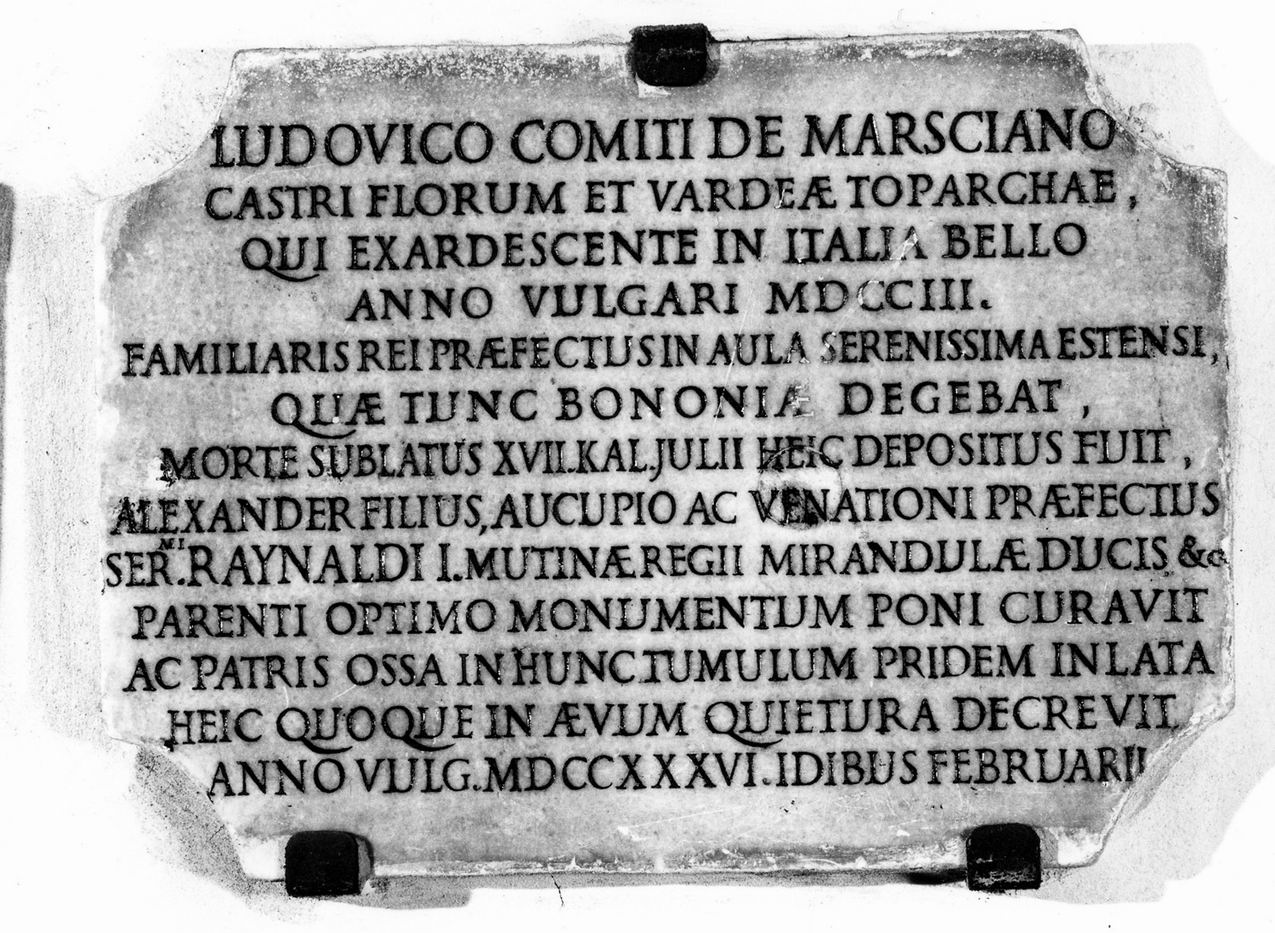 LUDOVICO COMITI DE MARSCIANO
CASTRI FLORUM ET VARDEÆ TOPARCHAE,
QUI EXARDESCENTE IN ITALIA BELLO
ANNO VULGARI MDCCIII.
FAMILIARIS REI PRÆFECTUS IN AULA SERENISSIMA ESTENSI,
QUÆ TUNC BONONIÆ DEGEBAT,
MORTE SUBLATUS XVII.KAL.JULII HEIC DEPOSITUS FUIT,
ALEXANDER FILIUS, AUCUPIO AC VENATIONI PRÆFECTUS
SER.MI RAYNALDI I. MUTINÆ REGII MIRANDULÆ DUCIS &c.
PARENTI OPTIMO MONUMENTUM PONI CURAVIT
AC PATRIS OSSA IN HUNC TUMULUM PRIDEM INLATA
HEIC QUOQUE IN ÆVUM QUIETURA DECREVIT
ANNO VULG. MDCCXXXVI. IDIBUS FEBRUARII